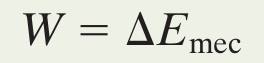 W = ΔE_mec